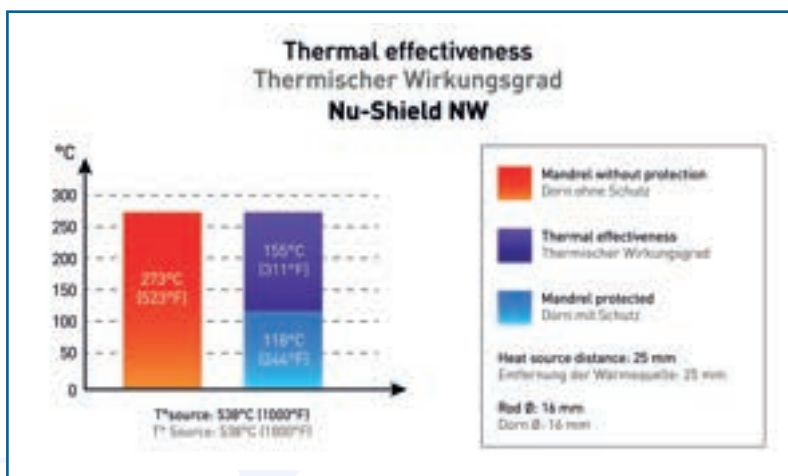 Thermal effectiveness
Thermischer Wirkungsgrad
Nu-Shield NW
°C
300
250
200
150
100
50
0
273°C
(523°F)
155°C
(311°F)
118°C
(244°F)
T°source: 538°C (1000°F)
T° Source: 538°C (1000°F)
Mandrel without protection
Dorn ohne Schutz
Thermal effectiveness
Thermischer Wirkungsgrad
Mandrel protected
Dorn mit Schutz
Heat source distance: 25 mm
Entfernung der Wärmequelle: 25 mm
Rod Ø: 16 mm
Dorn Ø: 16 mm